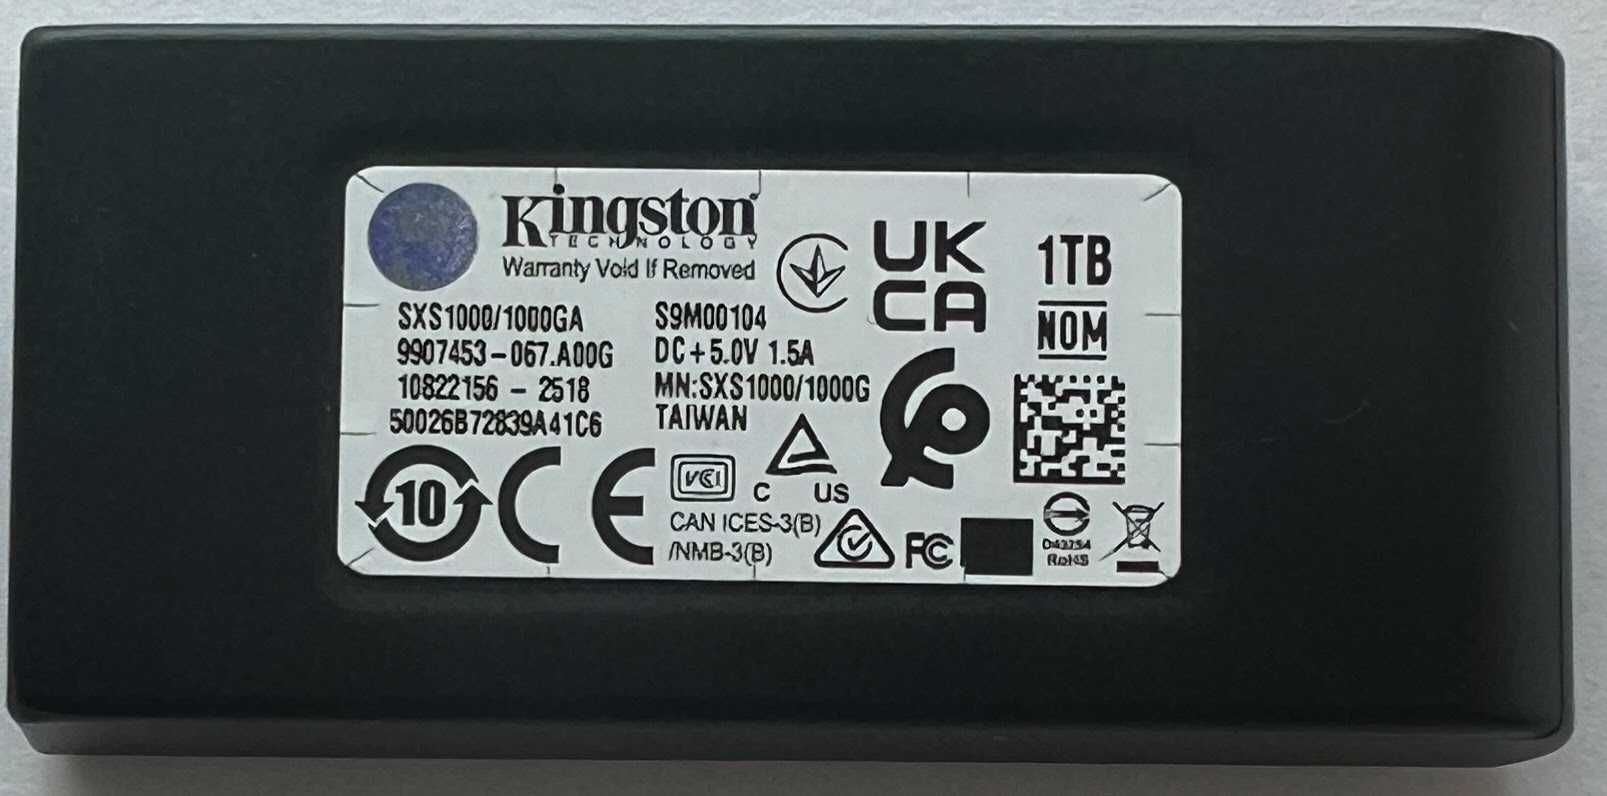 Kingston
TECHNOLOGY
Warranty Void If Removed
UK
CA
1TB
NOM
SXS1000/1000GA
9907453-067.A00G
10822156 - 2518
50026B72839A41C6
S9M00104
DC+5.0V 1.5A
MN:SXS1000/1000G
TAIWAN
10
CE
VCI
C US
CAN ICES-3(B)
/NMB-3(B)
FC
RoHS